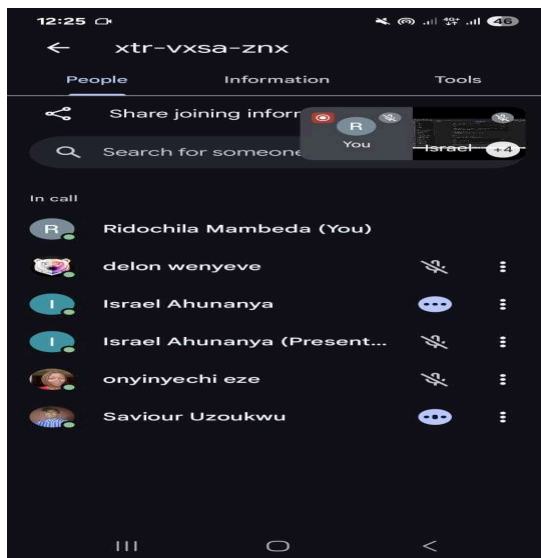 12:25
4G+
46
xtr-vxsa-znx
People Information Tools
Share joining inforr
R
You
Israel
+4
Search for someone
In call
R Ridochila Mambeda (You)
delon wenyeve
I Israel Ahunanya
I Israel Ahunanya (Present...
onyinyechi eze
Saviour Uzoukwu